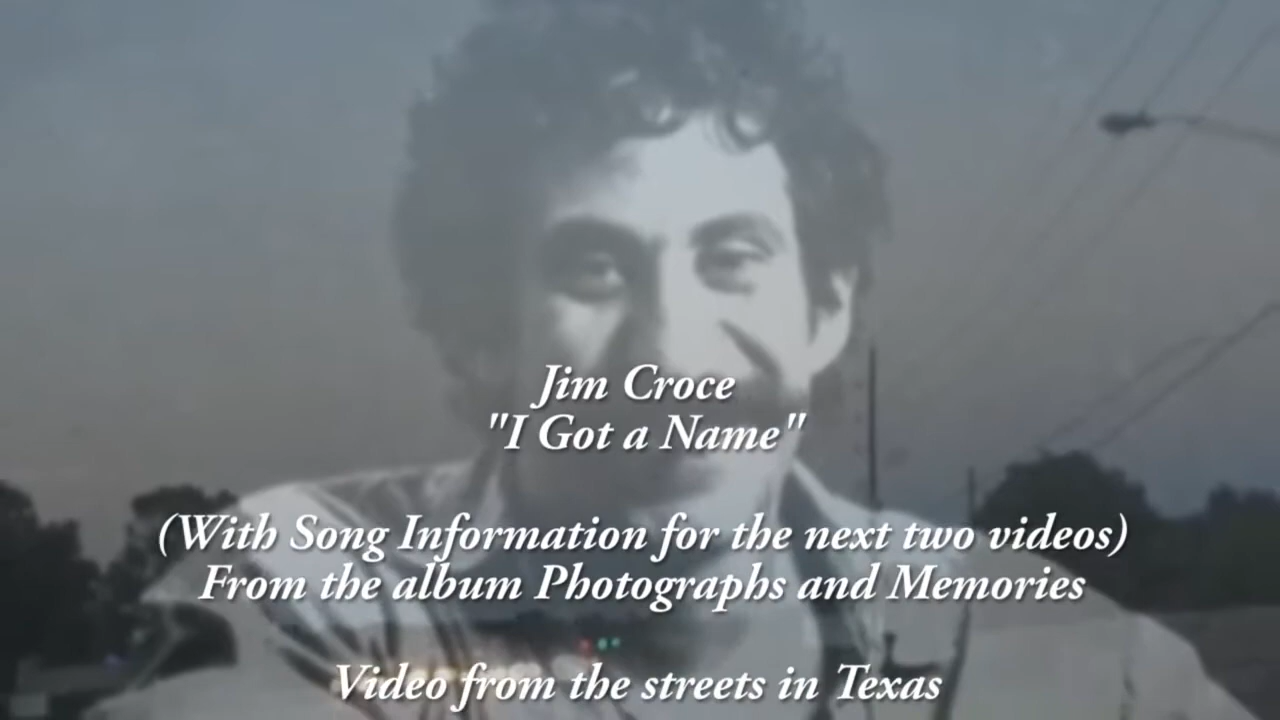 Jim Croce
"I Got a Name"
(With Song Information for the next two videos)
From the album Photographs and Memories
Video from the streets in Texas